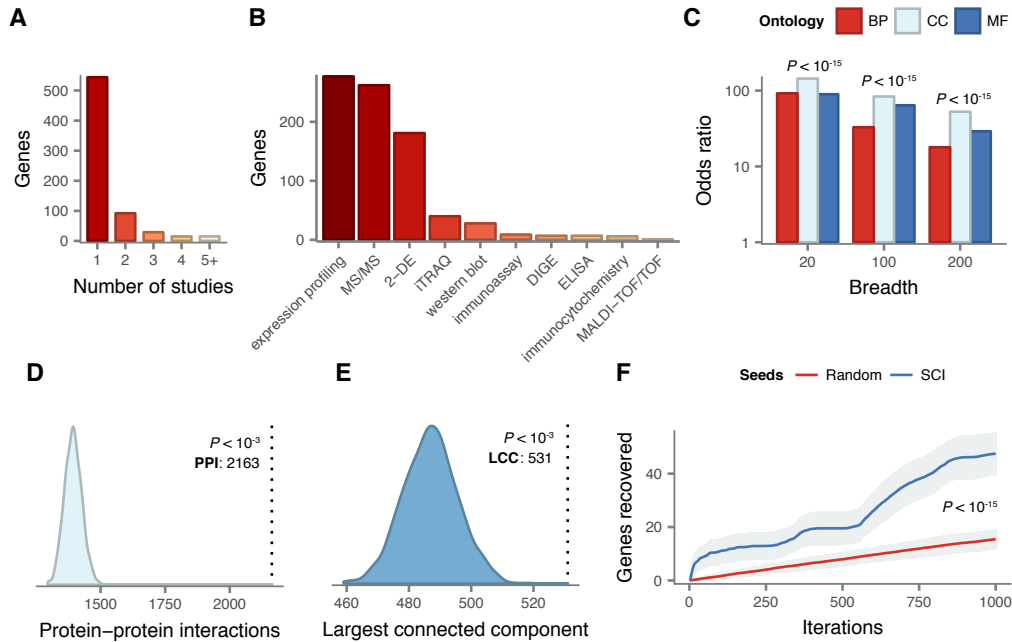 A
Genes
500
400
300
200
100
0
1 2 3 4 5+
Number of studies
B
Genes
200
100
0
expression profiling
MS/MS
2−DE
iTRAQ
western blot
immunoassay
DIGE
ELISA
immunocytochemistry
MALDI−TOF/TOF
C
Ontology BP CC MF
P < 10-15
P < 10-15
P < 10-15
Odds ratio
100
10
1
20 100 200
Breadth
D
P < 10-3
PPI: 2163
1500 1750 2000
Protein−protein interactions
E
P < 10-3
LCC: 531
460 480 500 520
Largest connected component
F
Seeds Random SCI
Genes recovered
40
20
0
P < 10-15
0 250 500 750 1000
Iterations